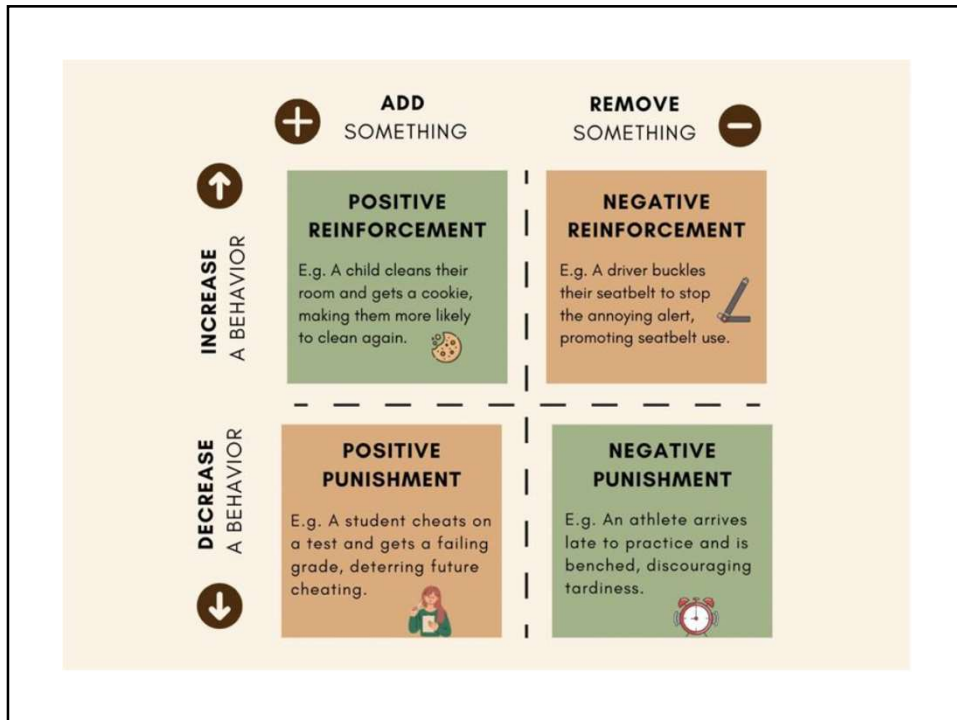 ADD
SOMETHING
REMOVE
SOMETHING
INCREASE
A BEHAVIOR
POSITIVE
REINFORCEMENT
E.g. A child cleans their
room and gets a cookie,
making them more likely
to clean again.
NEGATIVE
REINFORCEMENT
E.g. A driver buckles
their seatbelt to stop
the annoying alert,
promoting seatbelt use.
DECREASE
A BEHAVIOR
POSITIVE
PUNISHMENT
E.g. A student cheats on
a test and gets a failing
grade, deterring future
cheating.
NEGATIVE
PUNISHMENT
E.g. An athlete arrives
late to practice and is
benched, discouraging
tardiness.